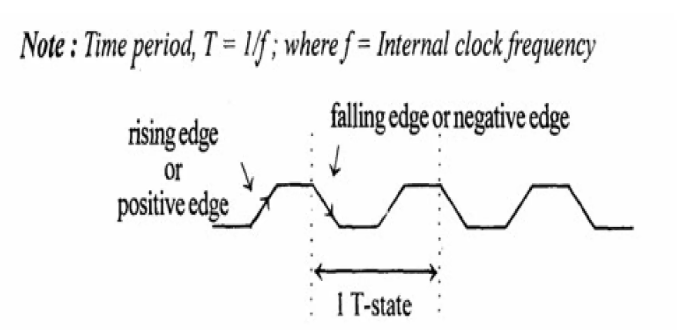 Note : Time period, T = 1/f ; where f = Internal clock frequency
falling edge or negative edge
rising edge
or
positive edge
1 T-state